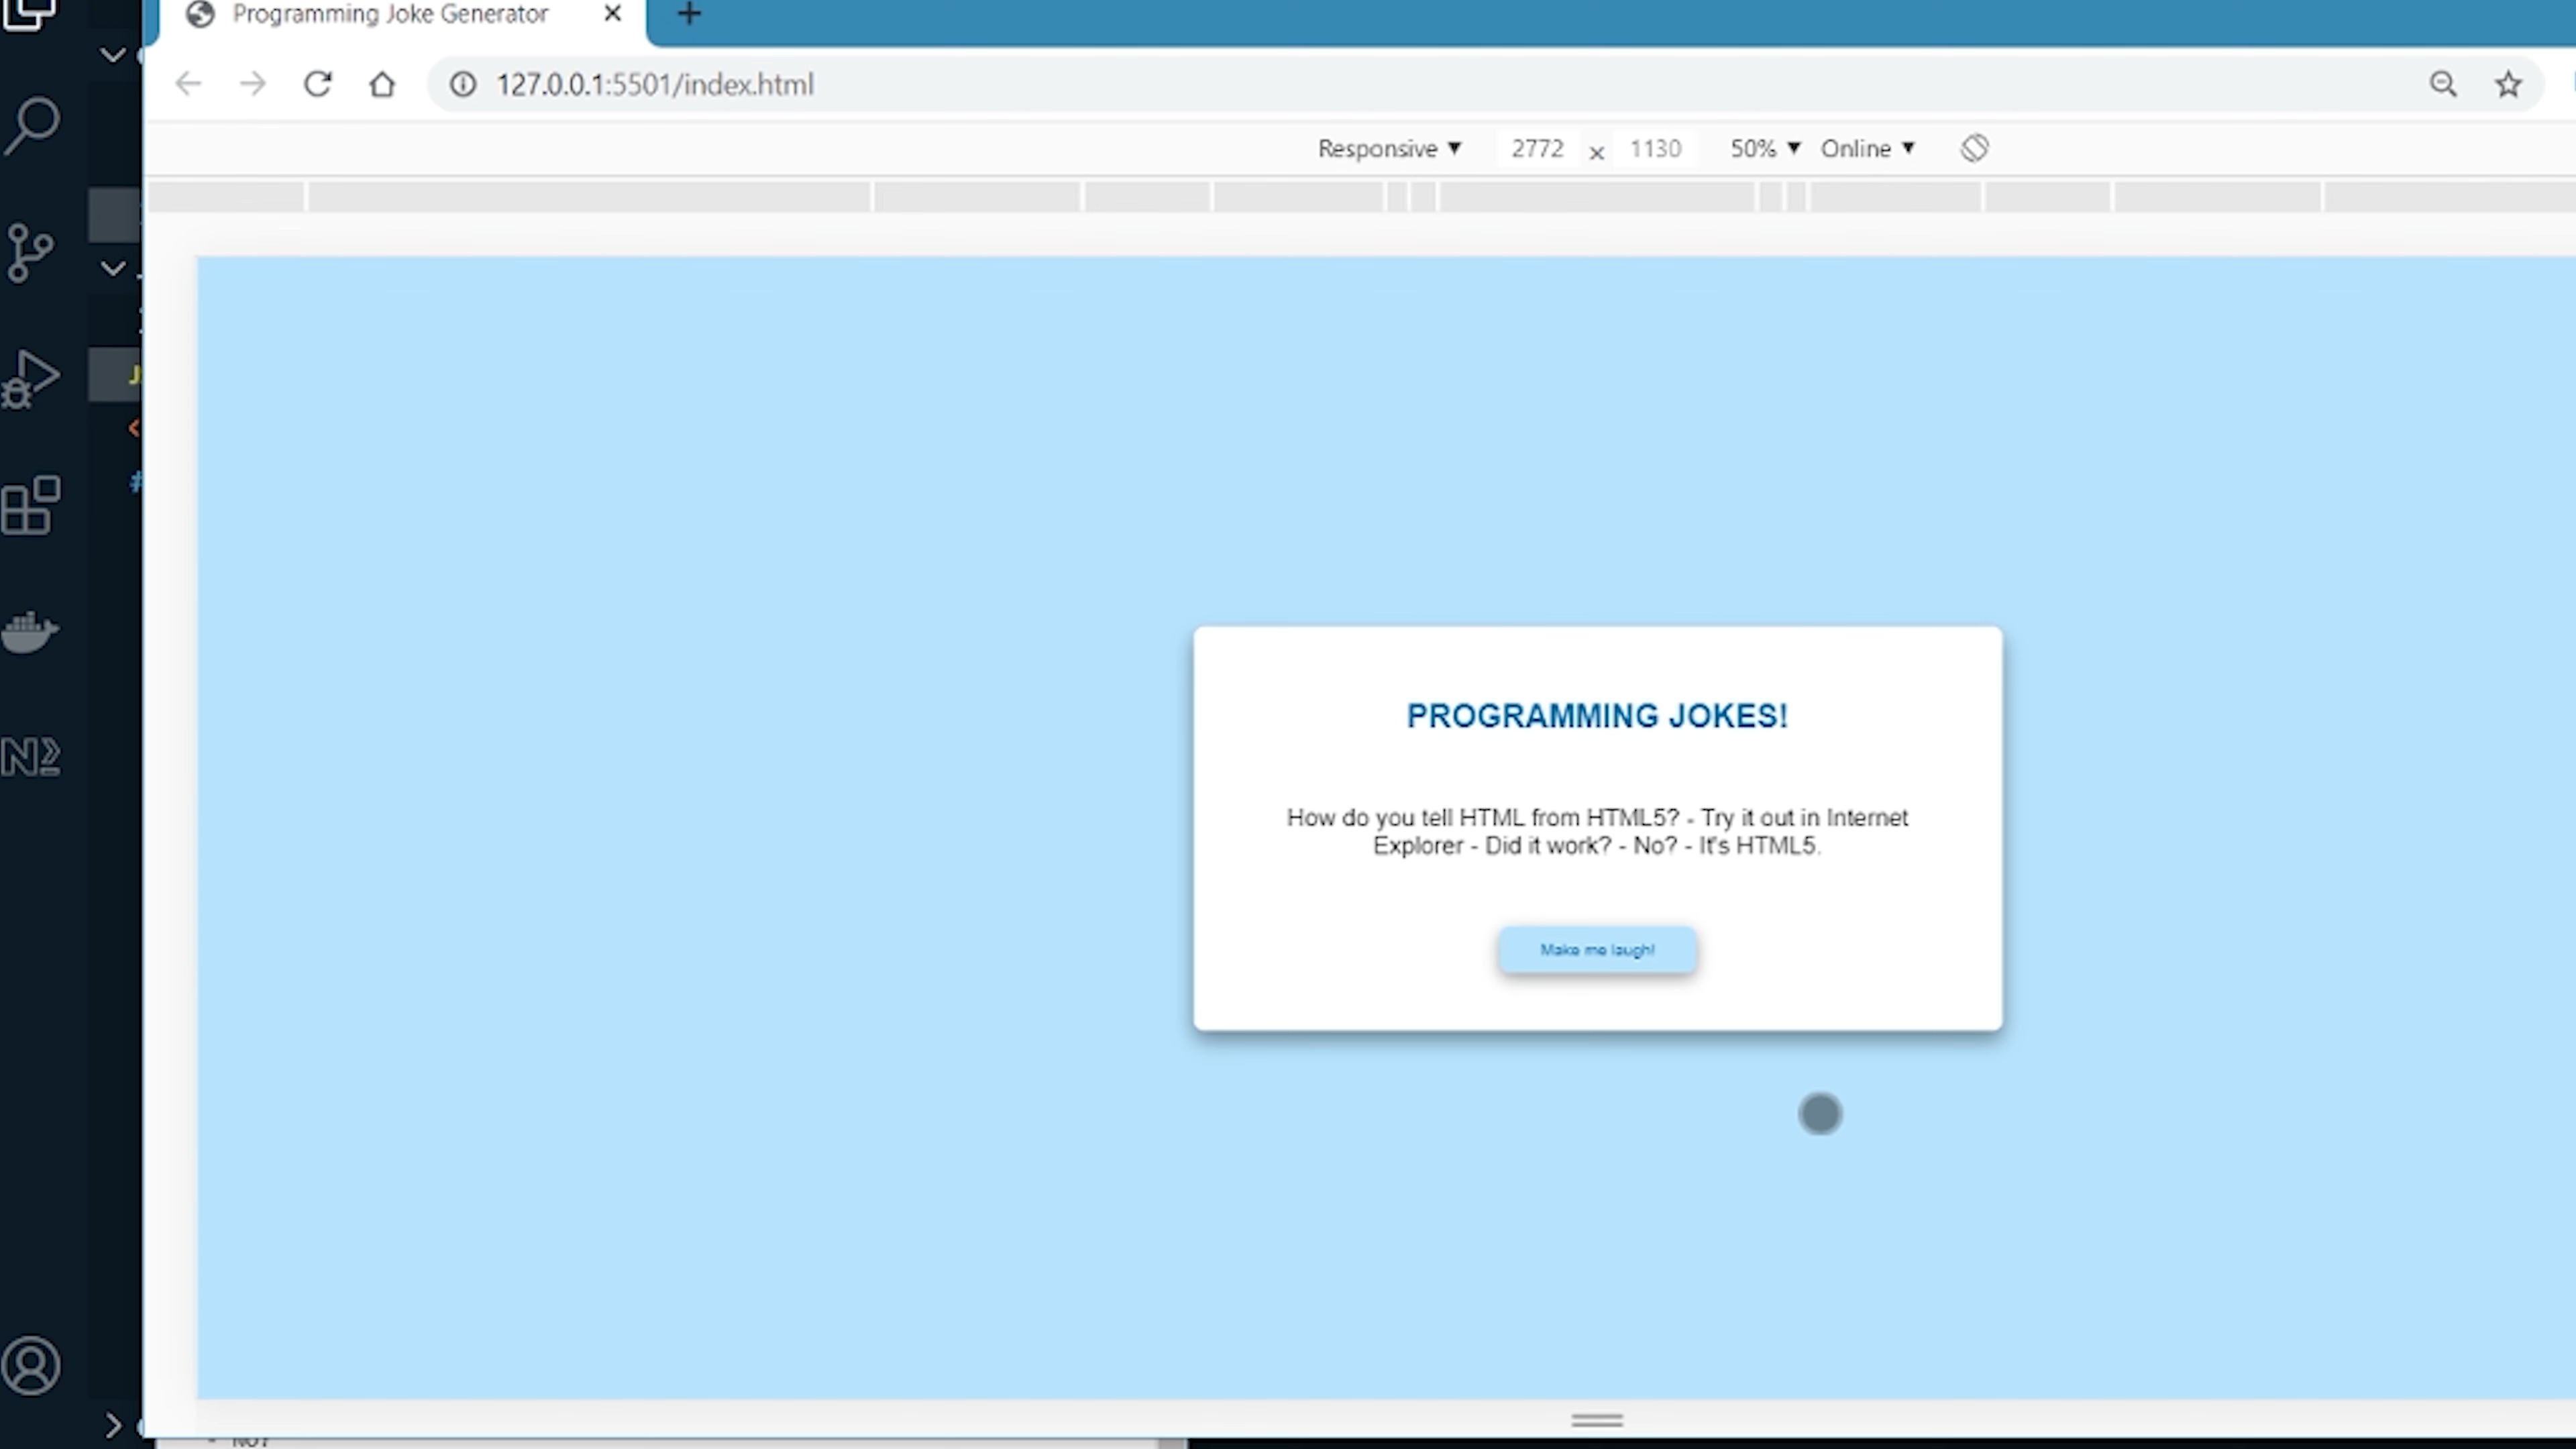 Programming Joke Generator
127.0.0.1:5501/index.html
Responsive ▼ 2772 × 1130 50% ▼ Online ▼
PROGRAMMING JOKES!
How do you tell HTML from HTML5? - Try it out in Internet
Explorer - Did it work? - No? - It's HTML5.
Make me laugh!